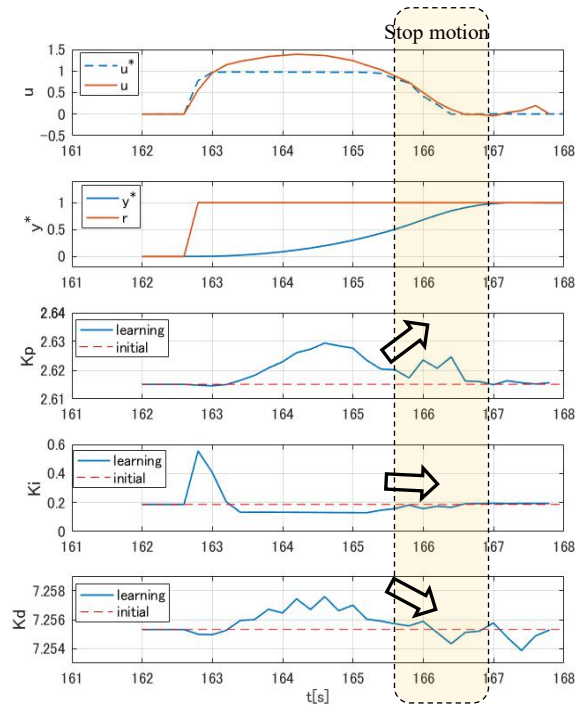 Stop motion
1.5
1
0.5
0
-0.5
u
u*
u
161 162 163 164 165 166 167 168
1
0.5
0
y*
y*
r
161 162 163 164 165 166 167 168
2.64
2.63
2.62
2.61
Kp
learning
initial
161 162 163 164 165 166 167 168
0.6
0.4
0.2
0
Ki
learning
initial
161 162 163 164 165 166 167 168
7.258
7.256
7.254
Kd
learning
initial
161 162 163 164 165 166 167 168
t[s]